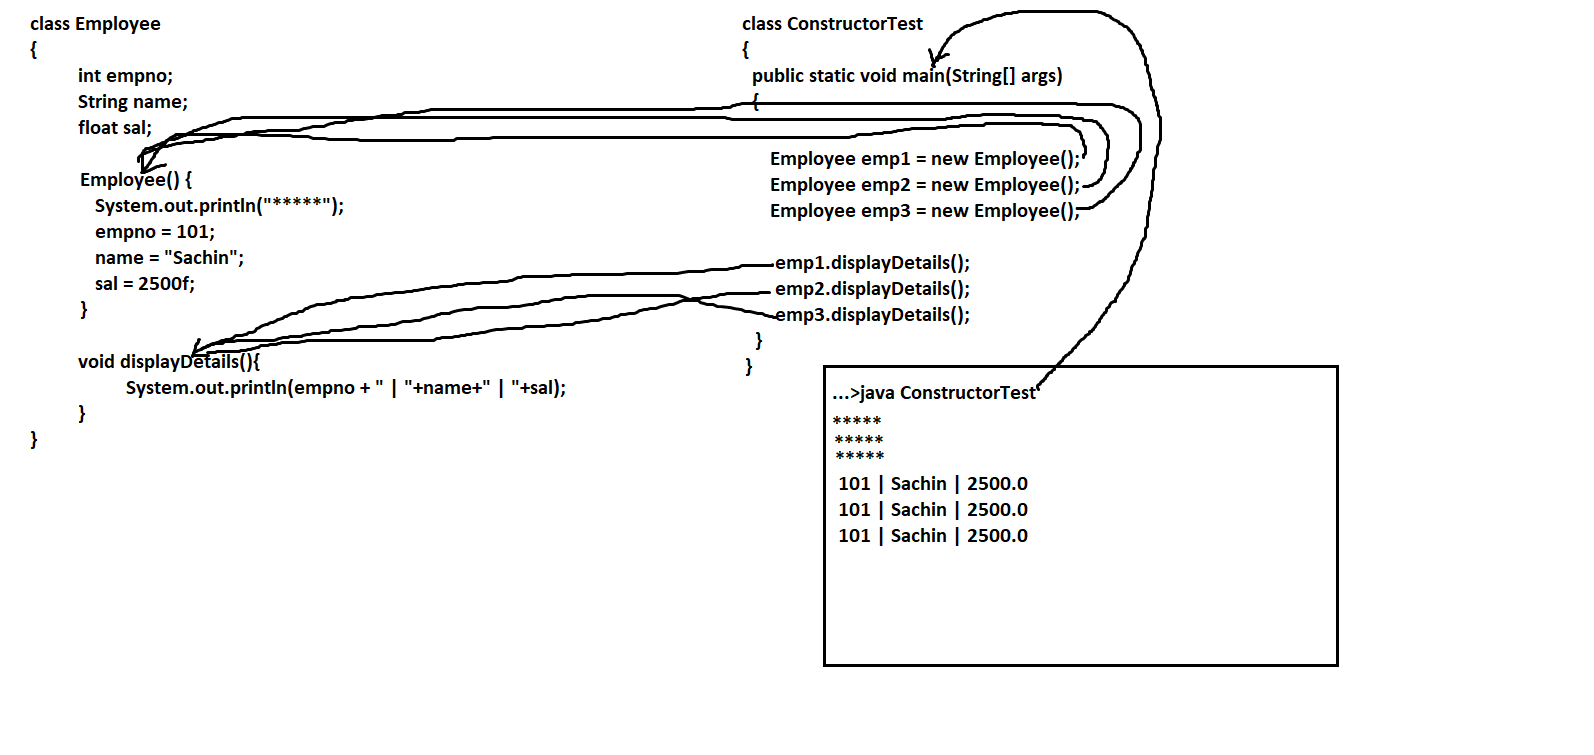 class Employee
{
int empno;
String name;
float sal;
Employee() {
System.out.println("*****");
empno = 101;
name = "Sachin";
sal = 2500f;
}
void displayDetails(){
System.out.println(empno + " | "+name+" | "+sal);
}
}
class ConstructorTest
{
public static void main(String[] args)
{
Employee emp1 = new Employee();
Employee emp2 = new Employee();
Employee emp3 = new Employee();
emp1.displayDetails();
emp2.displayDetails();
emp3.displayDetails();
}
}
...>java ConstructorTest
*****
*****
*****
101 | Sachin | 2500.0
101 | Sachin | 2500.0
101 | Sachin | 2500.0